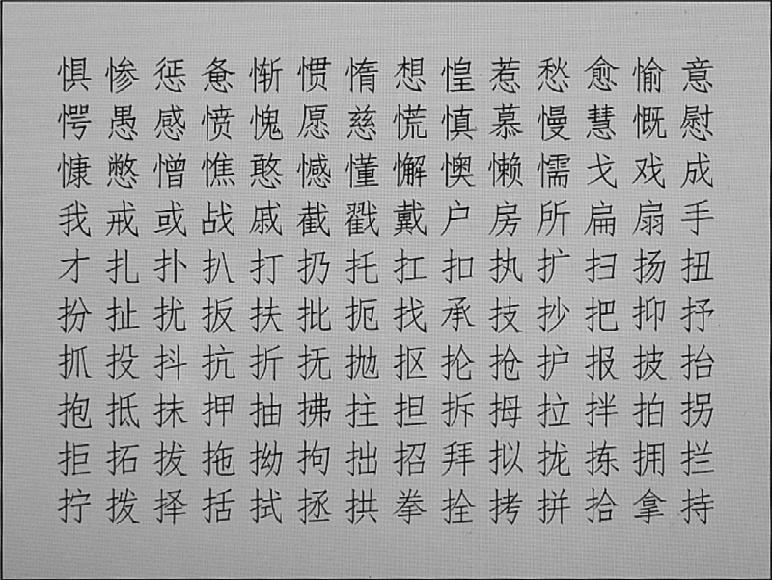 惧惨惩惫惭惯惰想惶惹愁愈愉意
愕愚感愤愧愿慈慌慎慕慢慧慨慰
慷憋憎憔憨憾懂懈懊懒懦戈戏成
我戒或战戚截戳戴户房所扁扇手
才扎扑扒打扔托扛扣执扩扫扬扭
扮扯扰扳扶批扼找承技抄把抑抒
抓投抖抗折抚抛抠抡抢护报披抬
抱抵抹押抽拂拄担拆拇拉拌拍拐
拒拓拔拖拗拘拙招拜拟拢拣拥拦
拧拨择括拭拯拱拳拴拷拼拾拿持